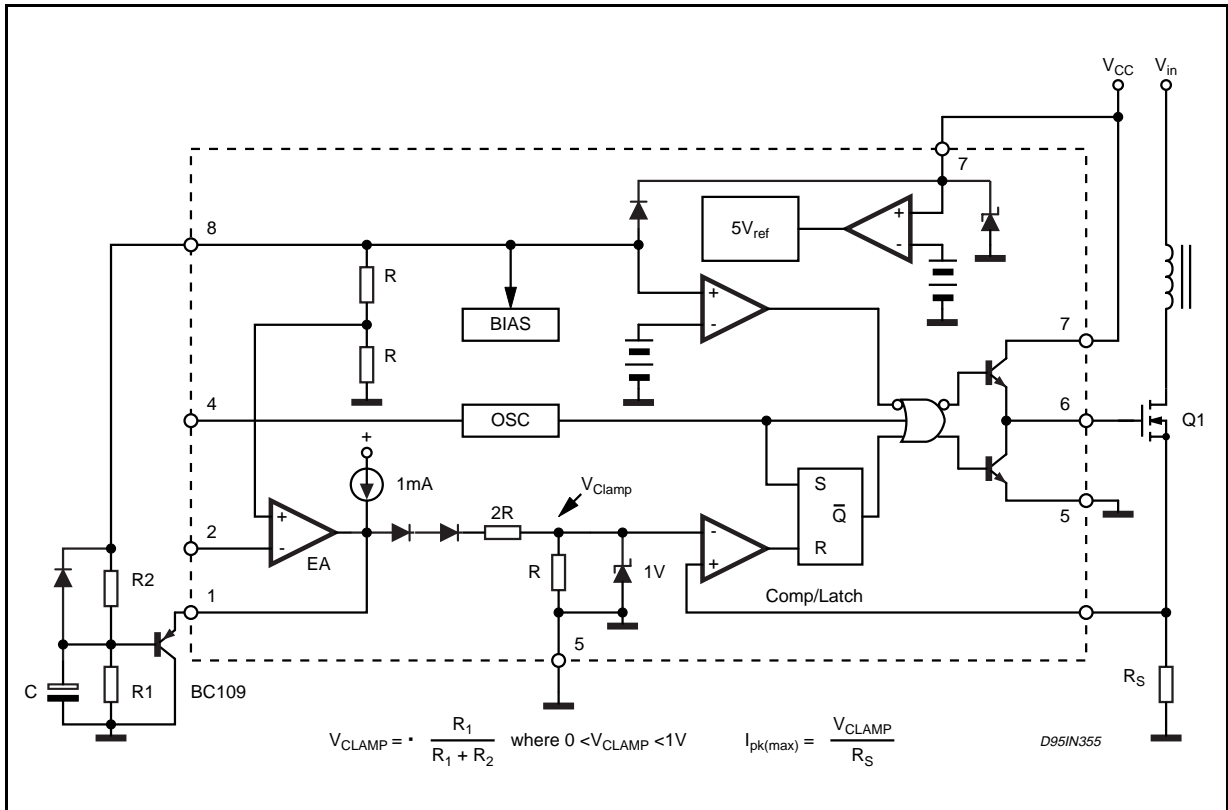 VCC Vin
7
8
+
-
5Vref
R
+
-
BIAS
R
7
4
OSC
6
Q1
+
1mA
VClamp
S
5
2R
Q
2
+
-
EA
R
1V
-
+
R
R2
Comp/Latch
1
5
C
R1
BC109
RS
VCLAMP = · R1 / R1 + R2 where 0 <VCLAMP <1V Ipk(max) = VCLAMP / RS
D95IN355